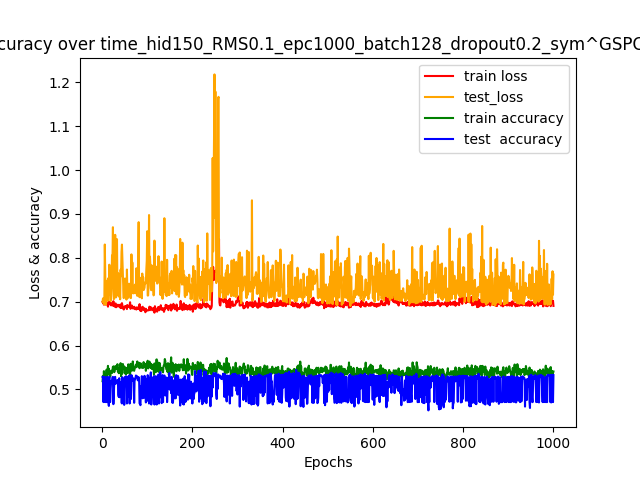 curacy over time_hid150_RMS0.1_epc1000_batch128_dropout0.2_sym^GSPC
train loss
test_loss
train accuracy
test  accuracy
Loss & accuracy
1.2
1.1
1.0
0.9
0.8
0.7
0.6
0.5
0
200
400
600
800
1000
Epochs